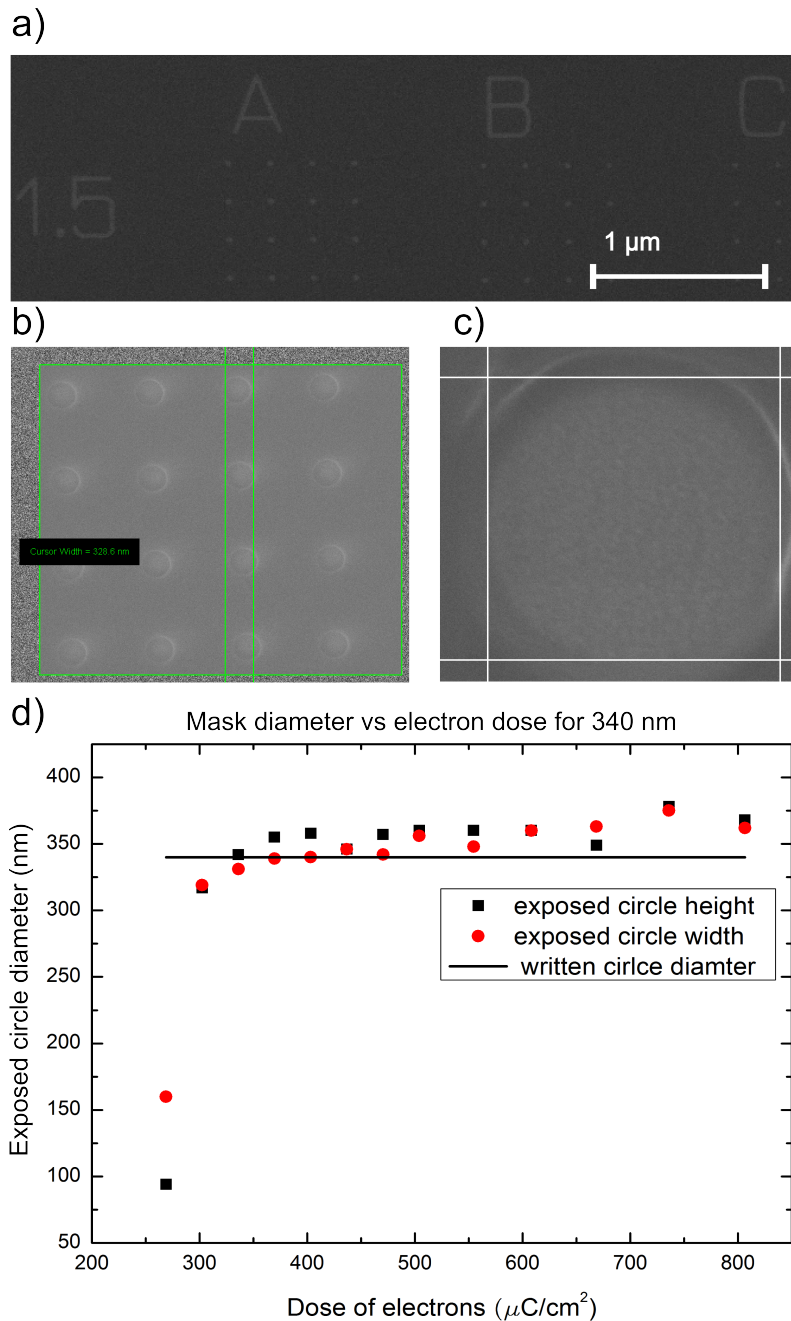 a)
A B C
1.5
1 µm
b)
c)
Cursor Width = 328.6 nm
d)
Mask diameter vs electron dose for 340 nm
Exposed circle diameter (nm)
400
350
300
250
200
150
100
50
exposed circle height
exposed circle width
written cirlce diamter
200 300 400 500 600 700 800
Dose of electrons (µC/cm²)